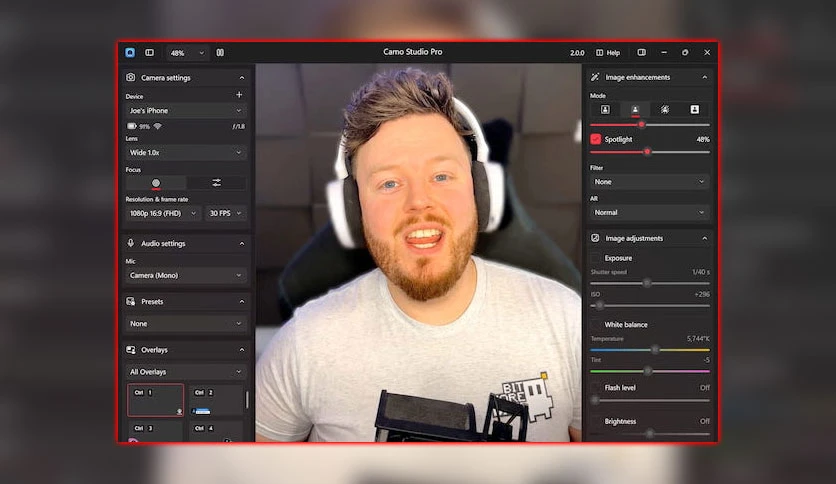 48%
Camo Studio Pro
2.0.0
Help
Camera settings
Device
Joe's iPhone
91%
f/1.8
Lens
Wide 1.0x
Focus
Resolution & frame rate
1080p 16:9 (FHD)
30 FPS
Audio settings
Mic
Camera (Mono)
Presets
None
Overlays
All Overlays
Ctrl 1
Ctrl 2
Ctrl 3
Ctrl 4
BIT
Image enhancements
Mode
Spotlight
48%
Filter
None
AR
Normal
Image adjustments
Exposure
Shutter speed
1/40 s
ISO
+296
White balance
Temperature
5,744°K
Tint
-5
Flash level
Off
Brightness
Off